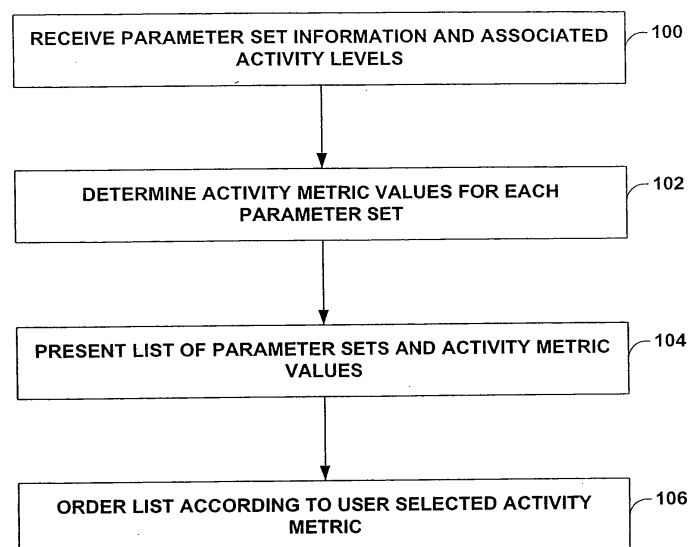 RECEIVE PARAMETER SET INFORMATION AND ASSOCIATED
ACTIVITY LEVELS
100
DETERMINE ACTIVITY METRIC VALUES FOR EACH
PARAMETER SET
102
PRESENT LIST OF PARAMETER SETS AND ACTIVITY METRIC
VALUES
104
ORDER LIST ACCORDING TO USER SELECTED ACTIVITY
METRIC
106